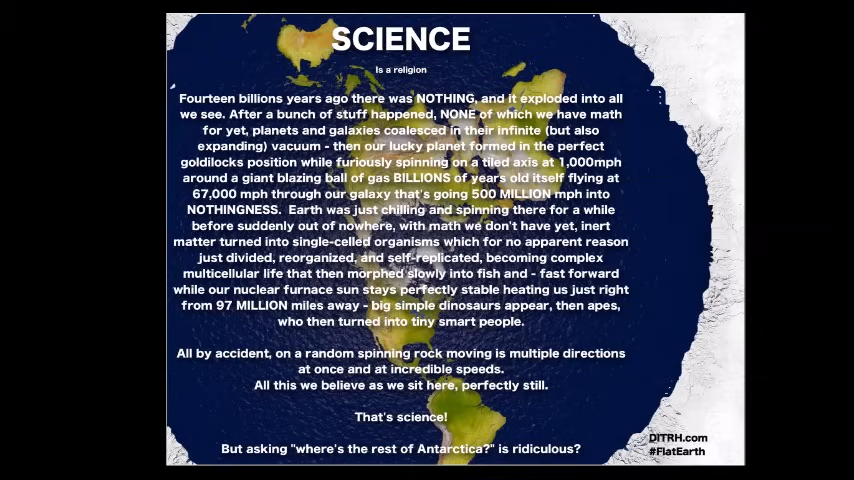 SCIENCE
Is a religion
Fourteen billions years ago there was NOTHING, and it exploded into all
we see. After a bunch of stuff happened, NONE of which we have math
for yet, planets and galaxies coalesced in their infinite (but also
expanding) vacuum - then our lucky planet formed in the perfect
goldilocks position while furiously spinning on a tiled axis at 1,000mph
around a giant blazing ball of gas BILLIONS of years old itself flying at
67,000 mph through our galaxy that's going 500 MILLION mph into
NOTHINGNESS. Earth was just chilling and spinning there for a while
before suddenly out of nowhere, with math we don't have yet, inert
matter turned into single-celled organisms which for no apparent reason
just divided, reorganized, and self-replicated, becoming complex
multicellular life that then morphed slowly into fish and - fast forward
while our nuclear furnace sun stays perfectly stable heating us just right
from 97 MILLION miles away - big simple dinosaurs appear, then apes,
who then turned into tiny smart people.
All by accident, on a random spinning rock moving is multiple directions
at once and at incredible speeds.
All this we believe as we sit here, perfectly still.
That's science!
But asking "where's the rest of Antarctica?" is ridiculous?
DITRH.com
#FlatEarth